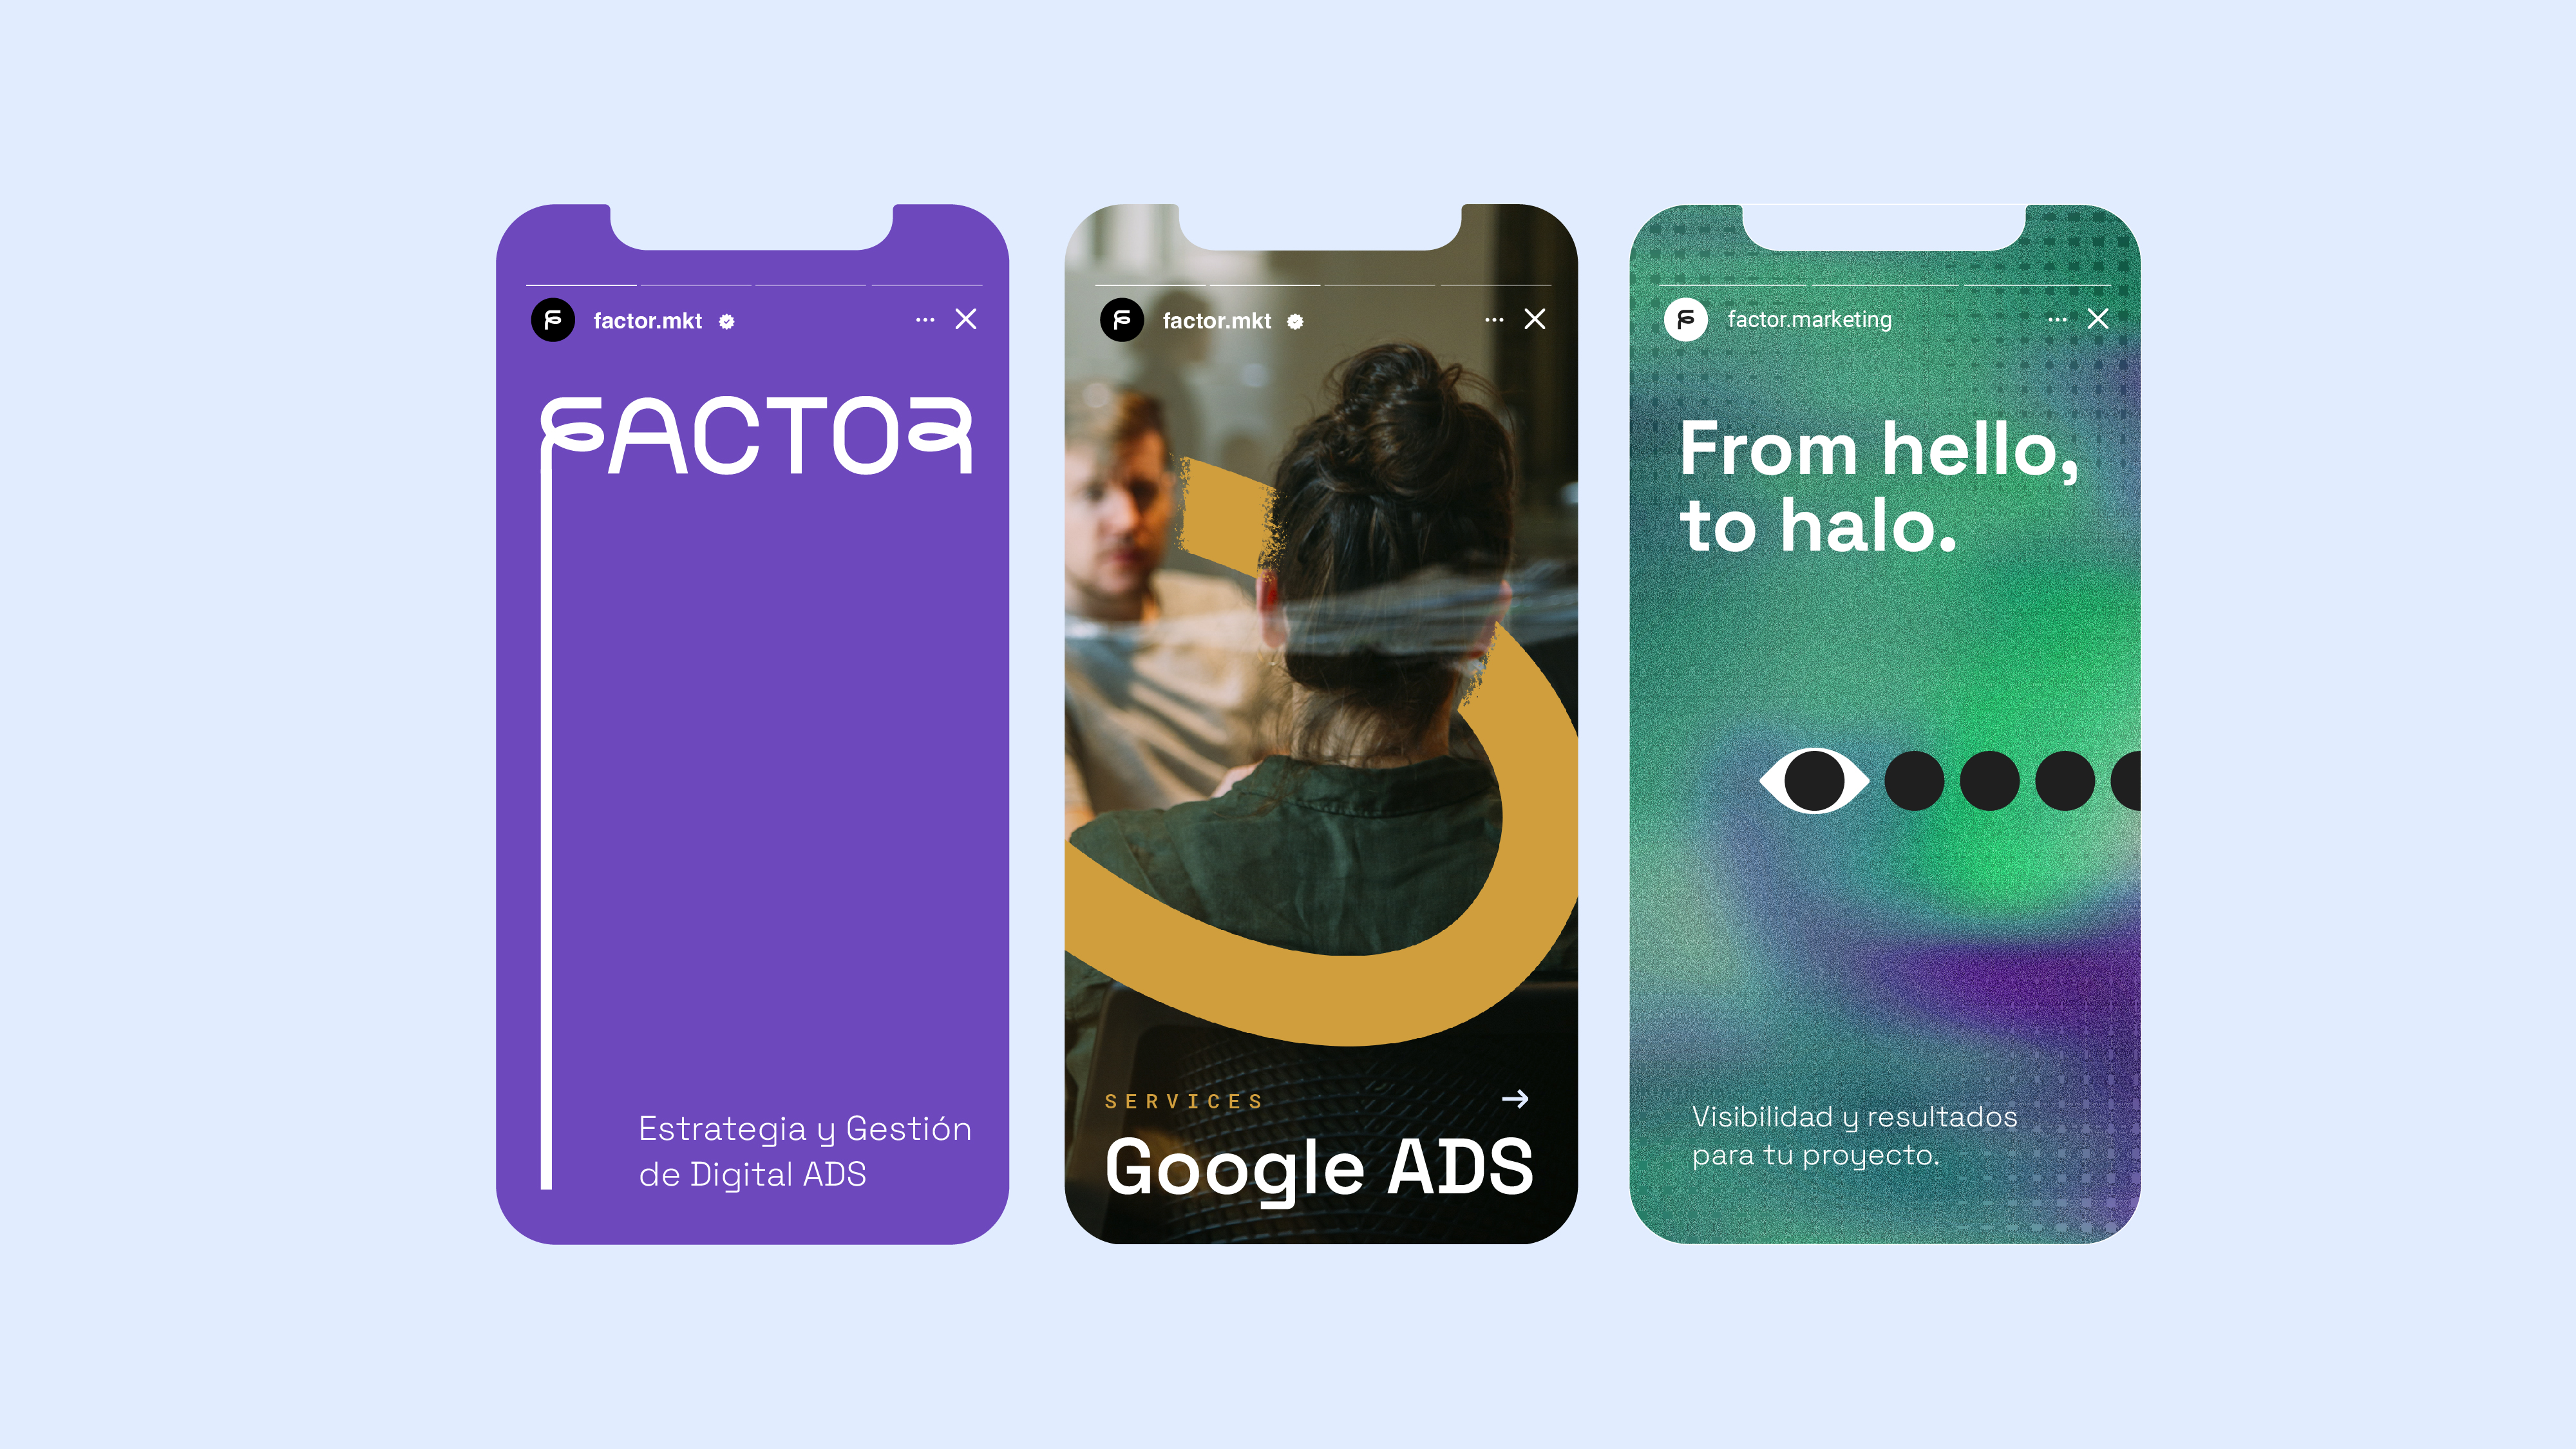 factor.mkt
FACTOR
Estrategia y Gestión
de Digital ADS
factor.mkt
SERVICES
Google ADS
factor.marketing
From hello,
to halo.
Visibilidad y resultados
para tu proyecto.